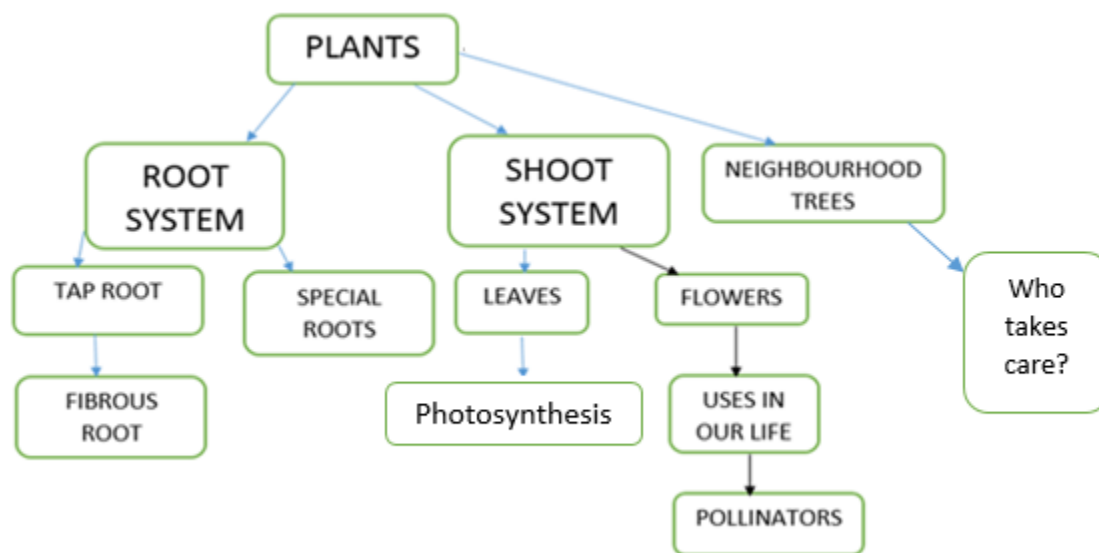 PLANTS
ROOT
SYSTEM
SHOOT
SYSTEM
NEIGHBOURHOOD
TREES
TAP ROOT
SPECIAL
ROOTS
LEAVES
FLOWERS
Who
takes
care?
FIBROUS
ROOT
Photosynthesis
USES IN
OUR LIFE
POLLINATORS